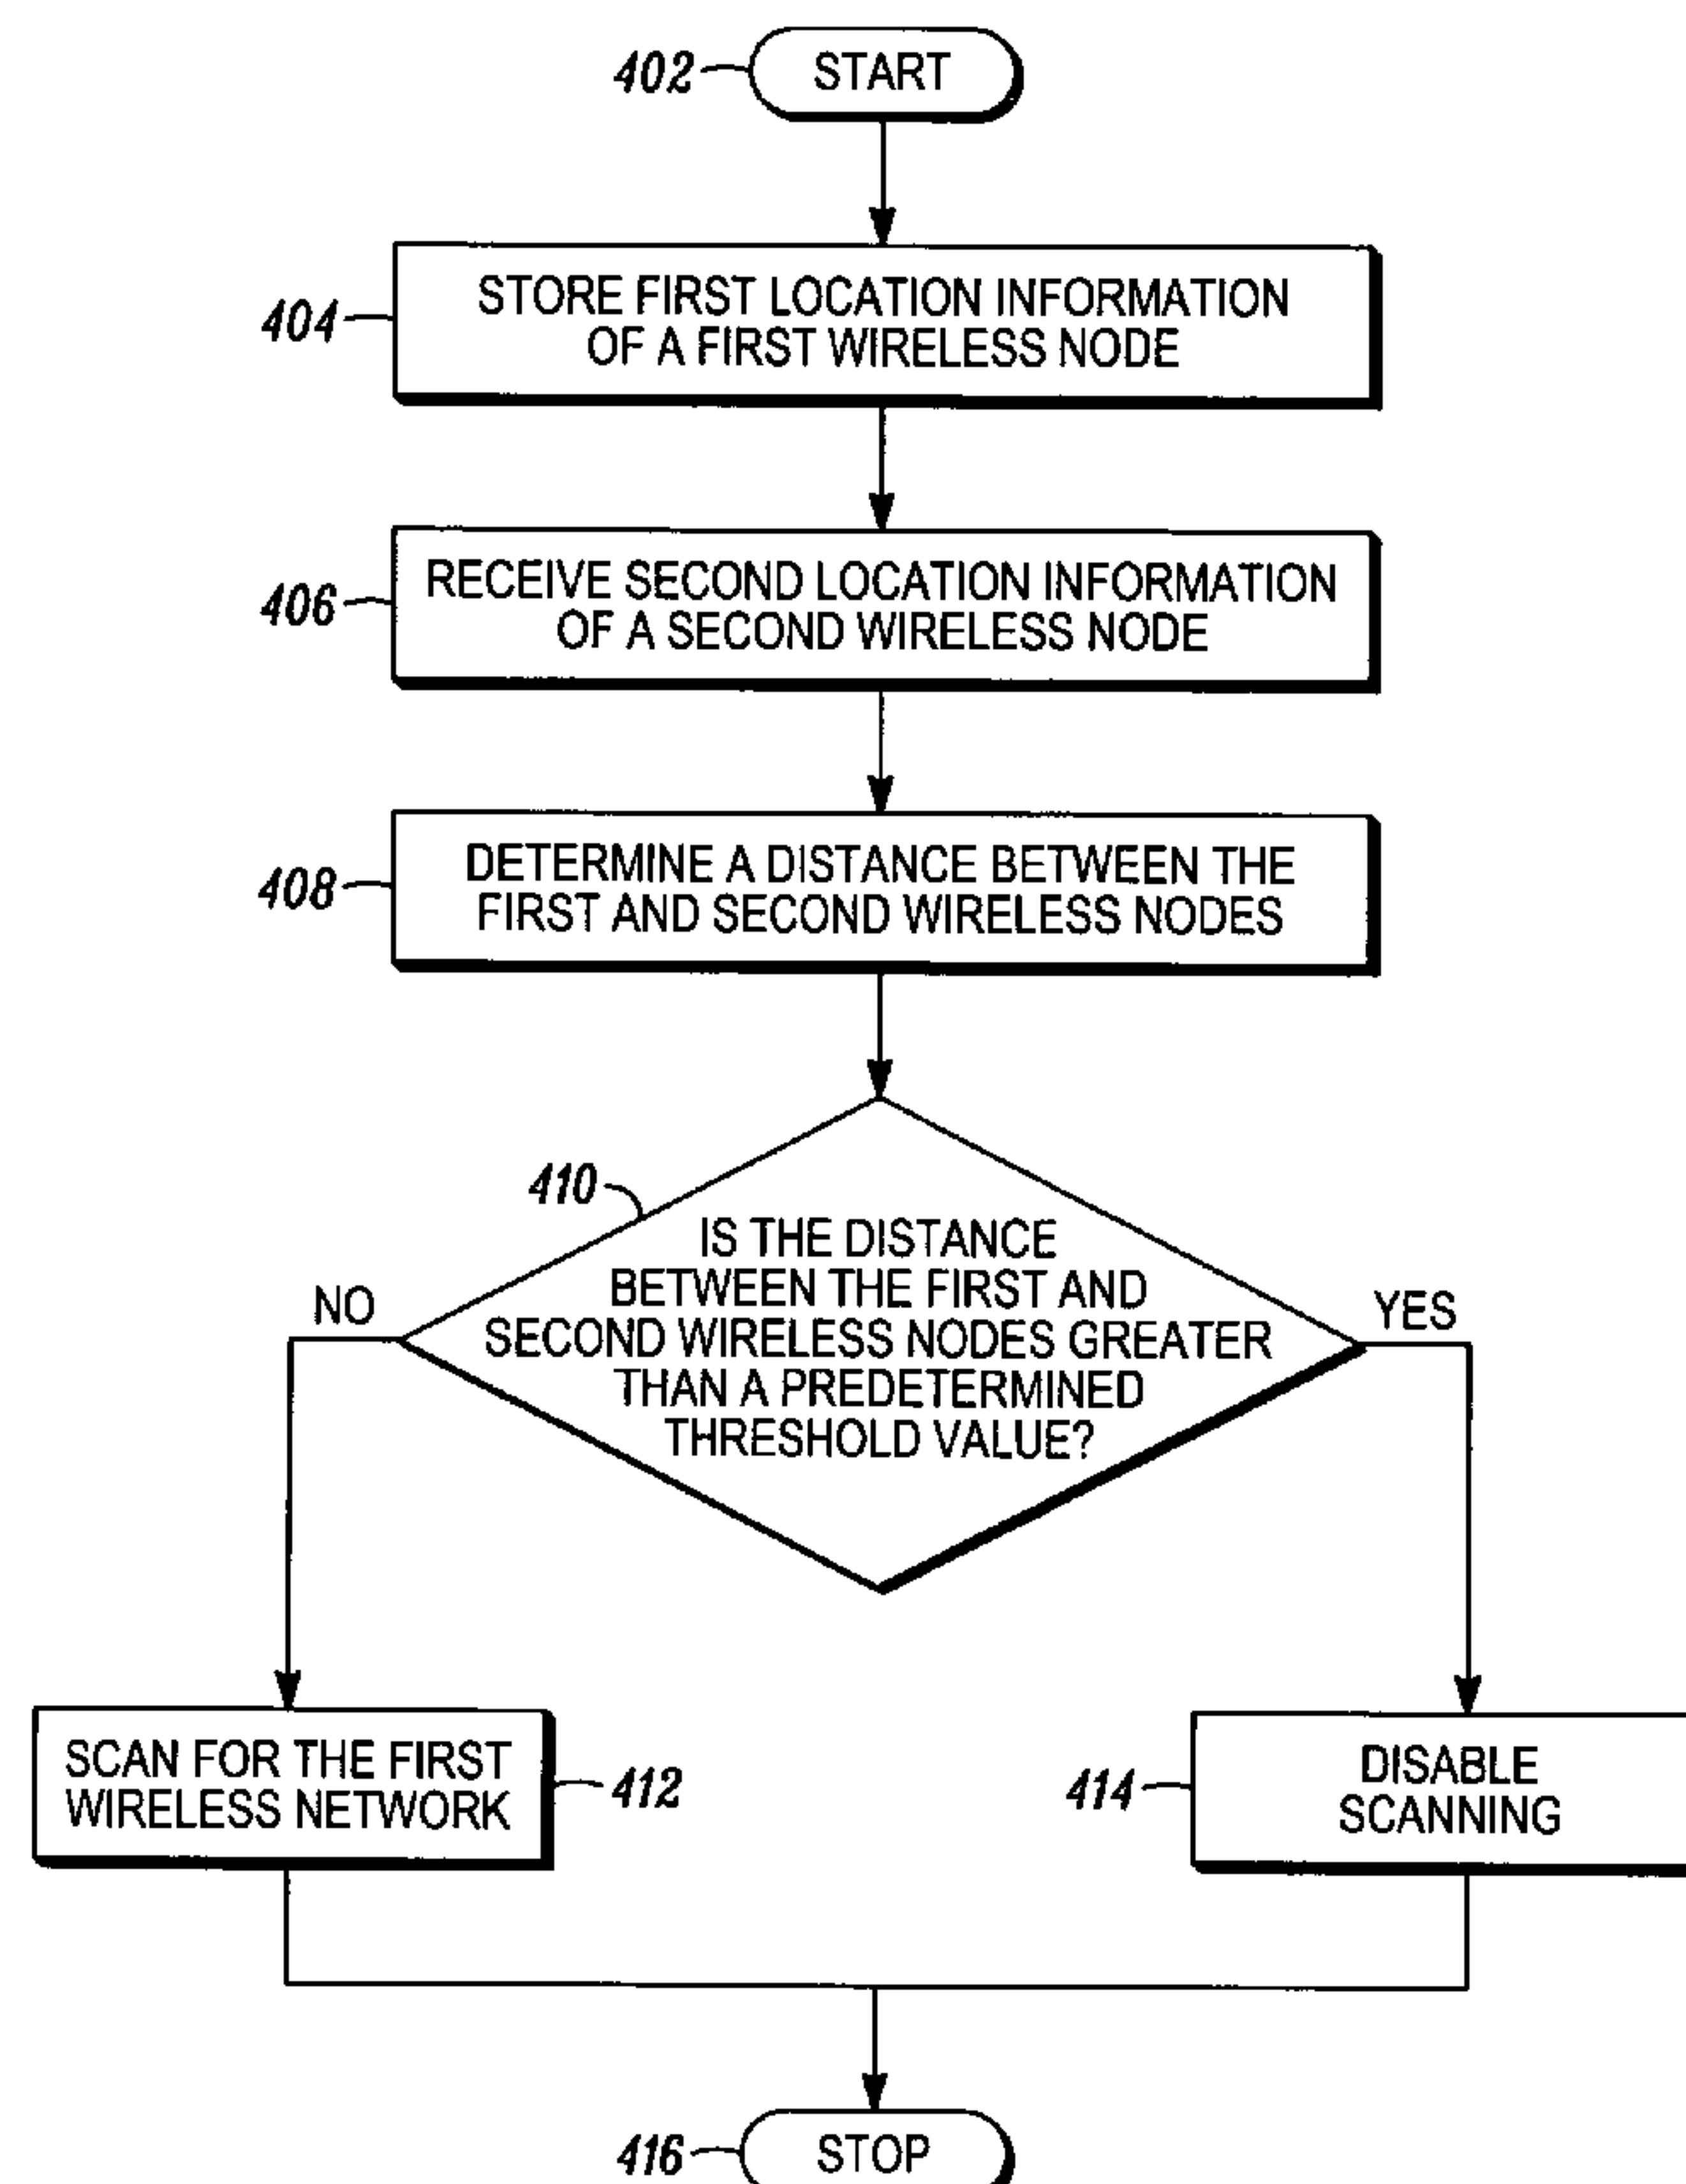 402
START
404
STORE FIRST LOCATION INFORMATION
OF A FIRST WIRELESS NODE
406
RECEIVE SECOND LOCATION INFORMATION
OF A SECOND WIRELESS NODE
408
DETERMINE A DISTANCE BETWEEN THE
FIRST AND SECOND WIRELESS NODES
410
IS THE DISTANCE
BETWEEN THE FIRST AND
SECOND WIRELESS NODES GREATER
THAN A PREDETERMINED
THRESHOLD VALUE?
NO
YES
SCAN FOR THE FIRST
WIRELESS NETWORK
412
414
DISABLE
SCANNING
416
STOP